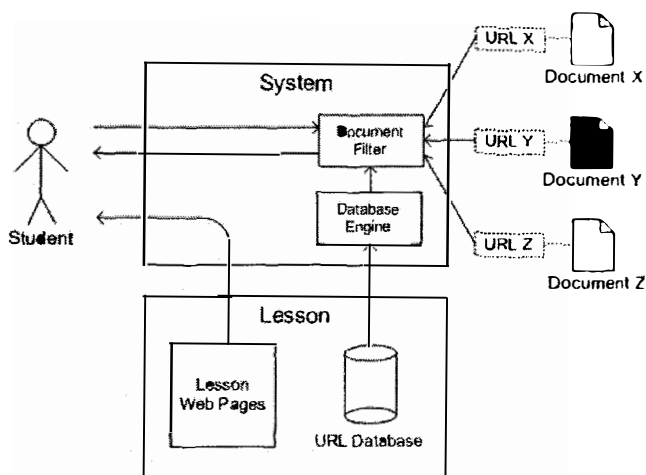 URL X
Document X
System
Document
Filter
URL Y
Document Y
Database
Engine
Student
URL Z
Document Z
Lesson
Lesson
Web Pages
URL Database